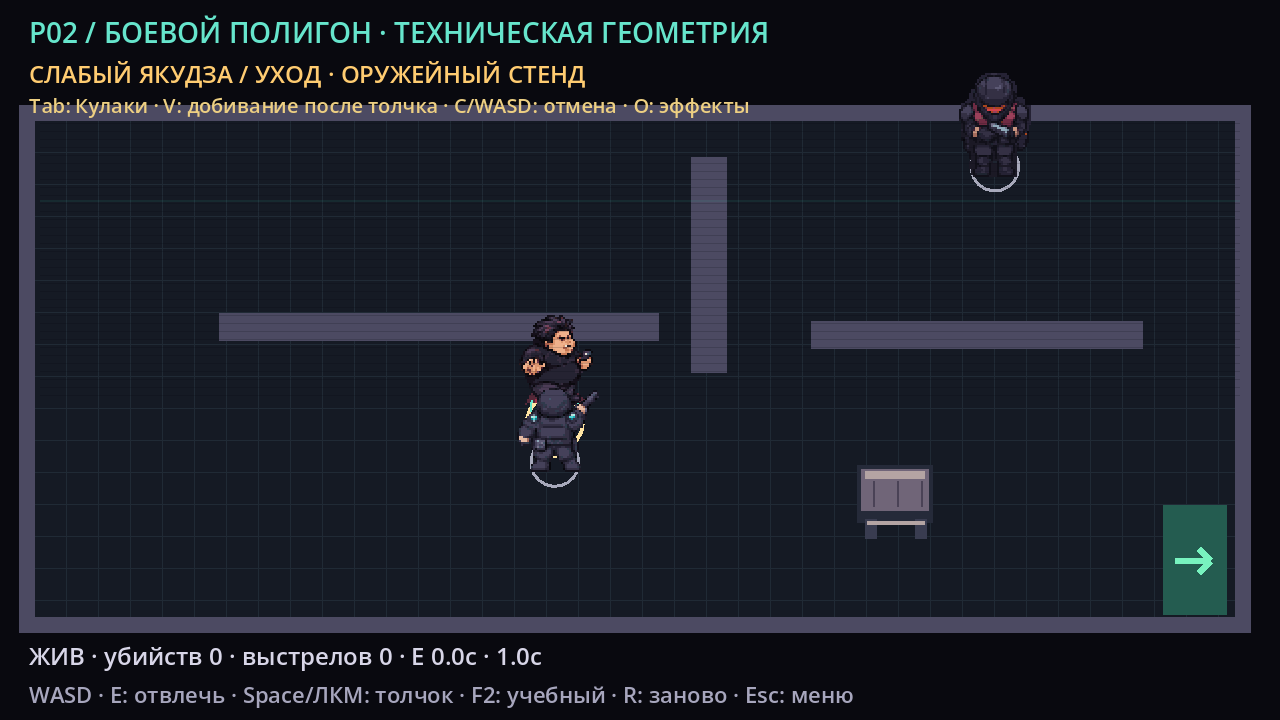 P02 / БОЕВОЙ ПОЛИГОН · ТЕХНИЧЕСКАЯ ГЕОМЕТРИЯ
СЛАБЫЙ ЯКУДЗА / УХОД · ОРУЖЕЙНЫЙ СТЕНД
Tab: Кулаки · V: добивание после толчка · C/WASD: отмена · O: эффекты
ЖИВ · убийств 0 · выстрелов 0 · E 0.0с · 1.0с
WASD · E: отвлечь · Space/ЛКМ: толчок · F2: учебный · R: заново · Esc: меню